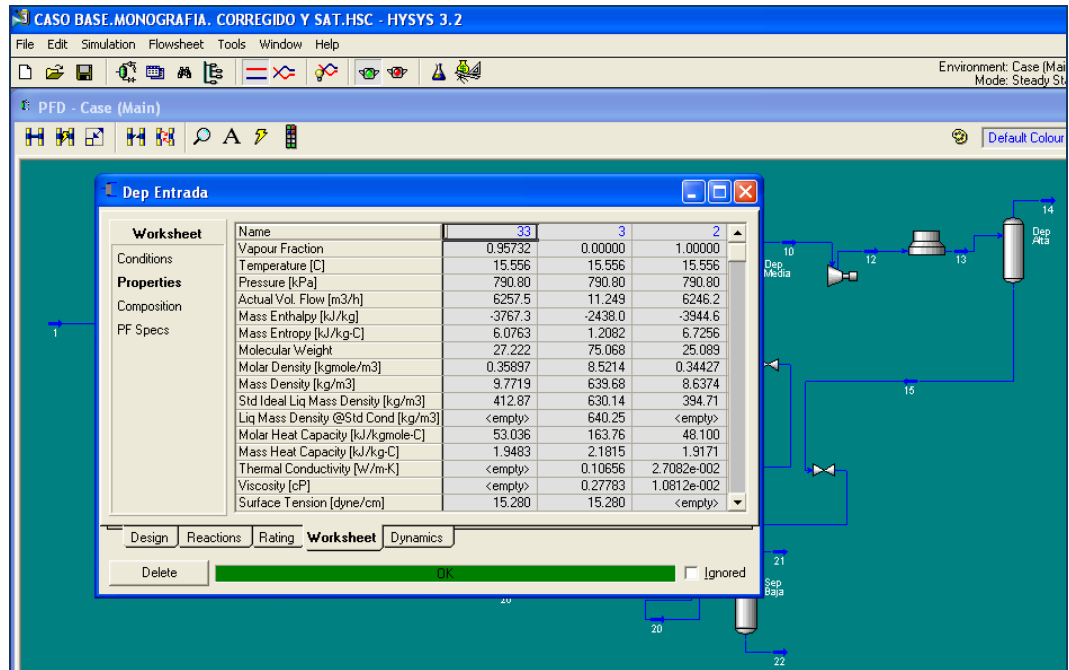 CASO BASE.MONOGRAFIA. CORREGIDO Y SAT.HSC - HYSYS 3.2
File Edit Simulation Flowsheet Tools Window Help
Environment: Case (Mai
Mode: Steady St
PFD - Case (Main)
A
Default Colour
Dep Entrada
Worksheet
Conditions
Properties
Composition
PF Specs
Name 33 3 2
Vapour Fraction 0.95732 0.00000 1.00000
Temperature [C] 15.556 15.556 15.556
Pressure [kPa] 790.80 790.80 790.80
Actual Vol. Flow [m3/h] 6257.5 11.249 6246.2
Mass Enthalpy [kJ/kg] -3767.3 -2438.0 -3944.6
Mass Entropy [kJ/kg-C] 6.0763 1.2082 6.7256
Molecular Weight 27.222 75.068 25.089
Molar Density [kgmole/m3] 0.35897 8.5214 0.34427
Mass Density [kg/m3] 9.7719 639.68 8.6374
Std Ideal Liq Mass Density [kg/m3] 412.87 630.14 394.71
Liq Mass Density @Std Cond [kg/m3] <empty> 640.25 <empty>
Molar Heat Capacity [kJ/kgmole-C] 53.036 163.76 48.100
Mass Heat Capacity [kJ/kg-C] 1.9483 2.1815 1.9171
Thermal Conductivity [W/m-K] <empty> 0.10656 2.7082e-002
Viscosity [cP] <empty> 0.27783 1.0812e-002
Surface Tension [dyne/cm] 15.280 15.280 <empty>
Design Reactions Rating Worksheet Dynamics
Delete
OK
Ignored
1
10
Dep
Media
12
13
14
Dep
Alta
15
21
Sep
Baja
20
20
22